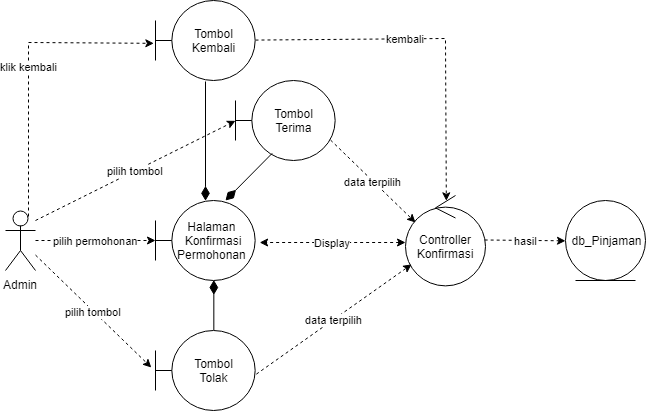 Tombol
Kembali
kembali
klik kembali
Tombol
Terima
pilih tombol
data terpilih
Halaman
Konfirmasi
Permohonan
pilih permohonan
Display
Controller
Konfirmasi
hasil
db_Pinjaman
Admin
pilih tombol
data terpilih
Tombol
Tolak